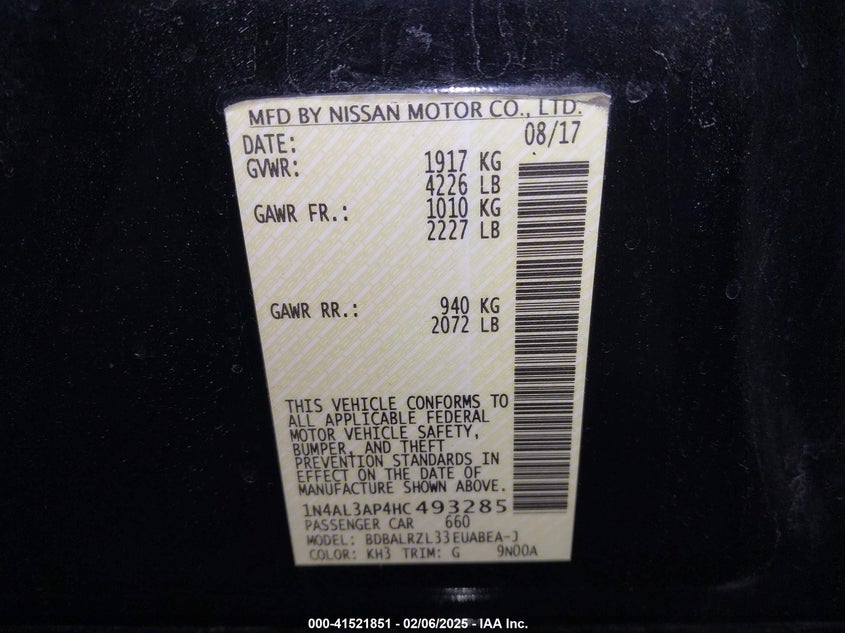 MFD BY NISSAN MOTOR CO., LTD.
DATE: 08/17
GVWR: 1917 KG
4226 LB
GAWR FR.: 1010 KG
2227 LB
GAWR RR.: 940 KG
2072 LB
THIS VEHICLE CONFORMS TO
ALL APPLICABLE FEDERAL
MOTOR VEHICLE SAFETY,
BUMPER, AND THEFT
PREVENTION STANDARDS IN
EFFECT ON THE DATE OF
MANUFACTURE SHOWN ABOVE.
1N4AL3AP4HC493285
PASSENGER CAR 660
MODEL: BDBALRZL33EUABEA-J
COLOR: KH3 TRIM: G 9N00A
000-41521851 / 02/06/2025 - IAA Inc.